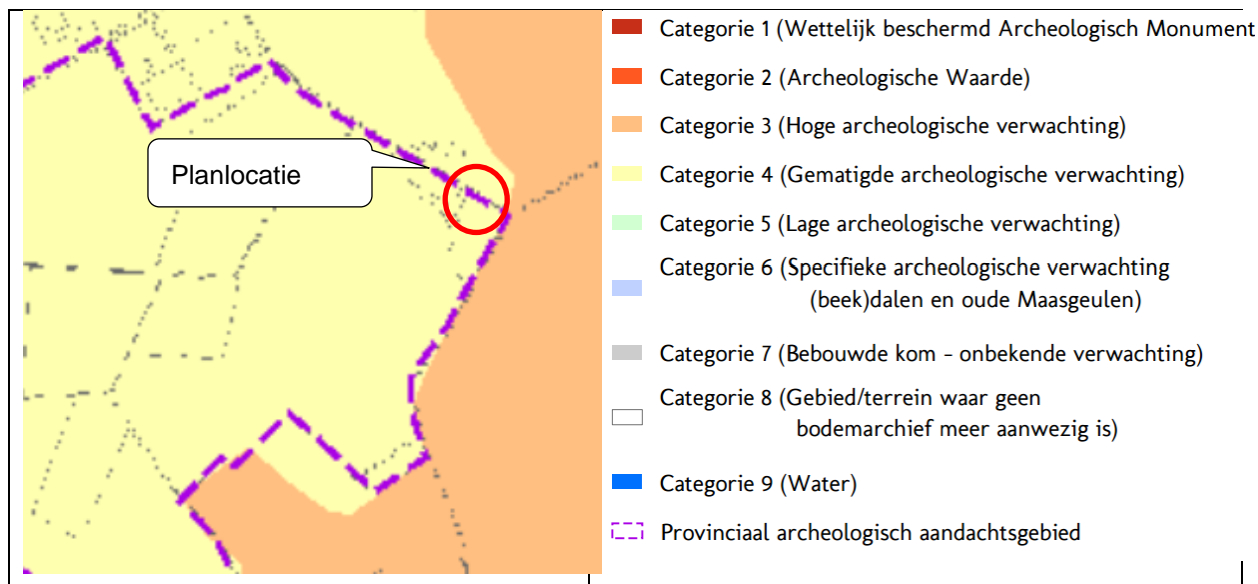 Planlocatie
Categorie 1 (Wettelijk beschermd Archeologisch Monument
Categorie 2 (Archeologische Waarde)
Categorie 3 (Hoge archeologische verwachting)
Categorie 4 (Gematigde archeologische verwachting)
Categorie 5 (Lage archeologische verwachting)
Categorie 6 (Specifieke archeologische verwachting
(beek)dalen en oude Maasgeulen)
Categorie 7 (Bebouwde kom - onbekende verwachting)
Categorie 8 (Gebied/terrein waar geen
bodemarchief meer aanwezig is)
Categorie 9 (Water)
Provinciaal archeologisch aandachtsgebied